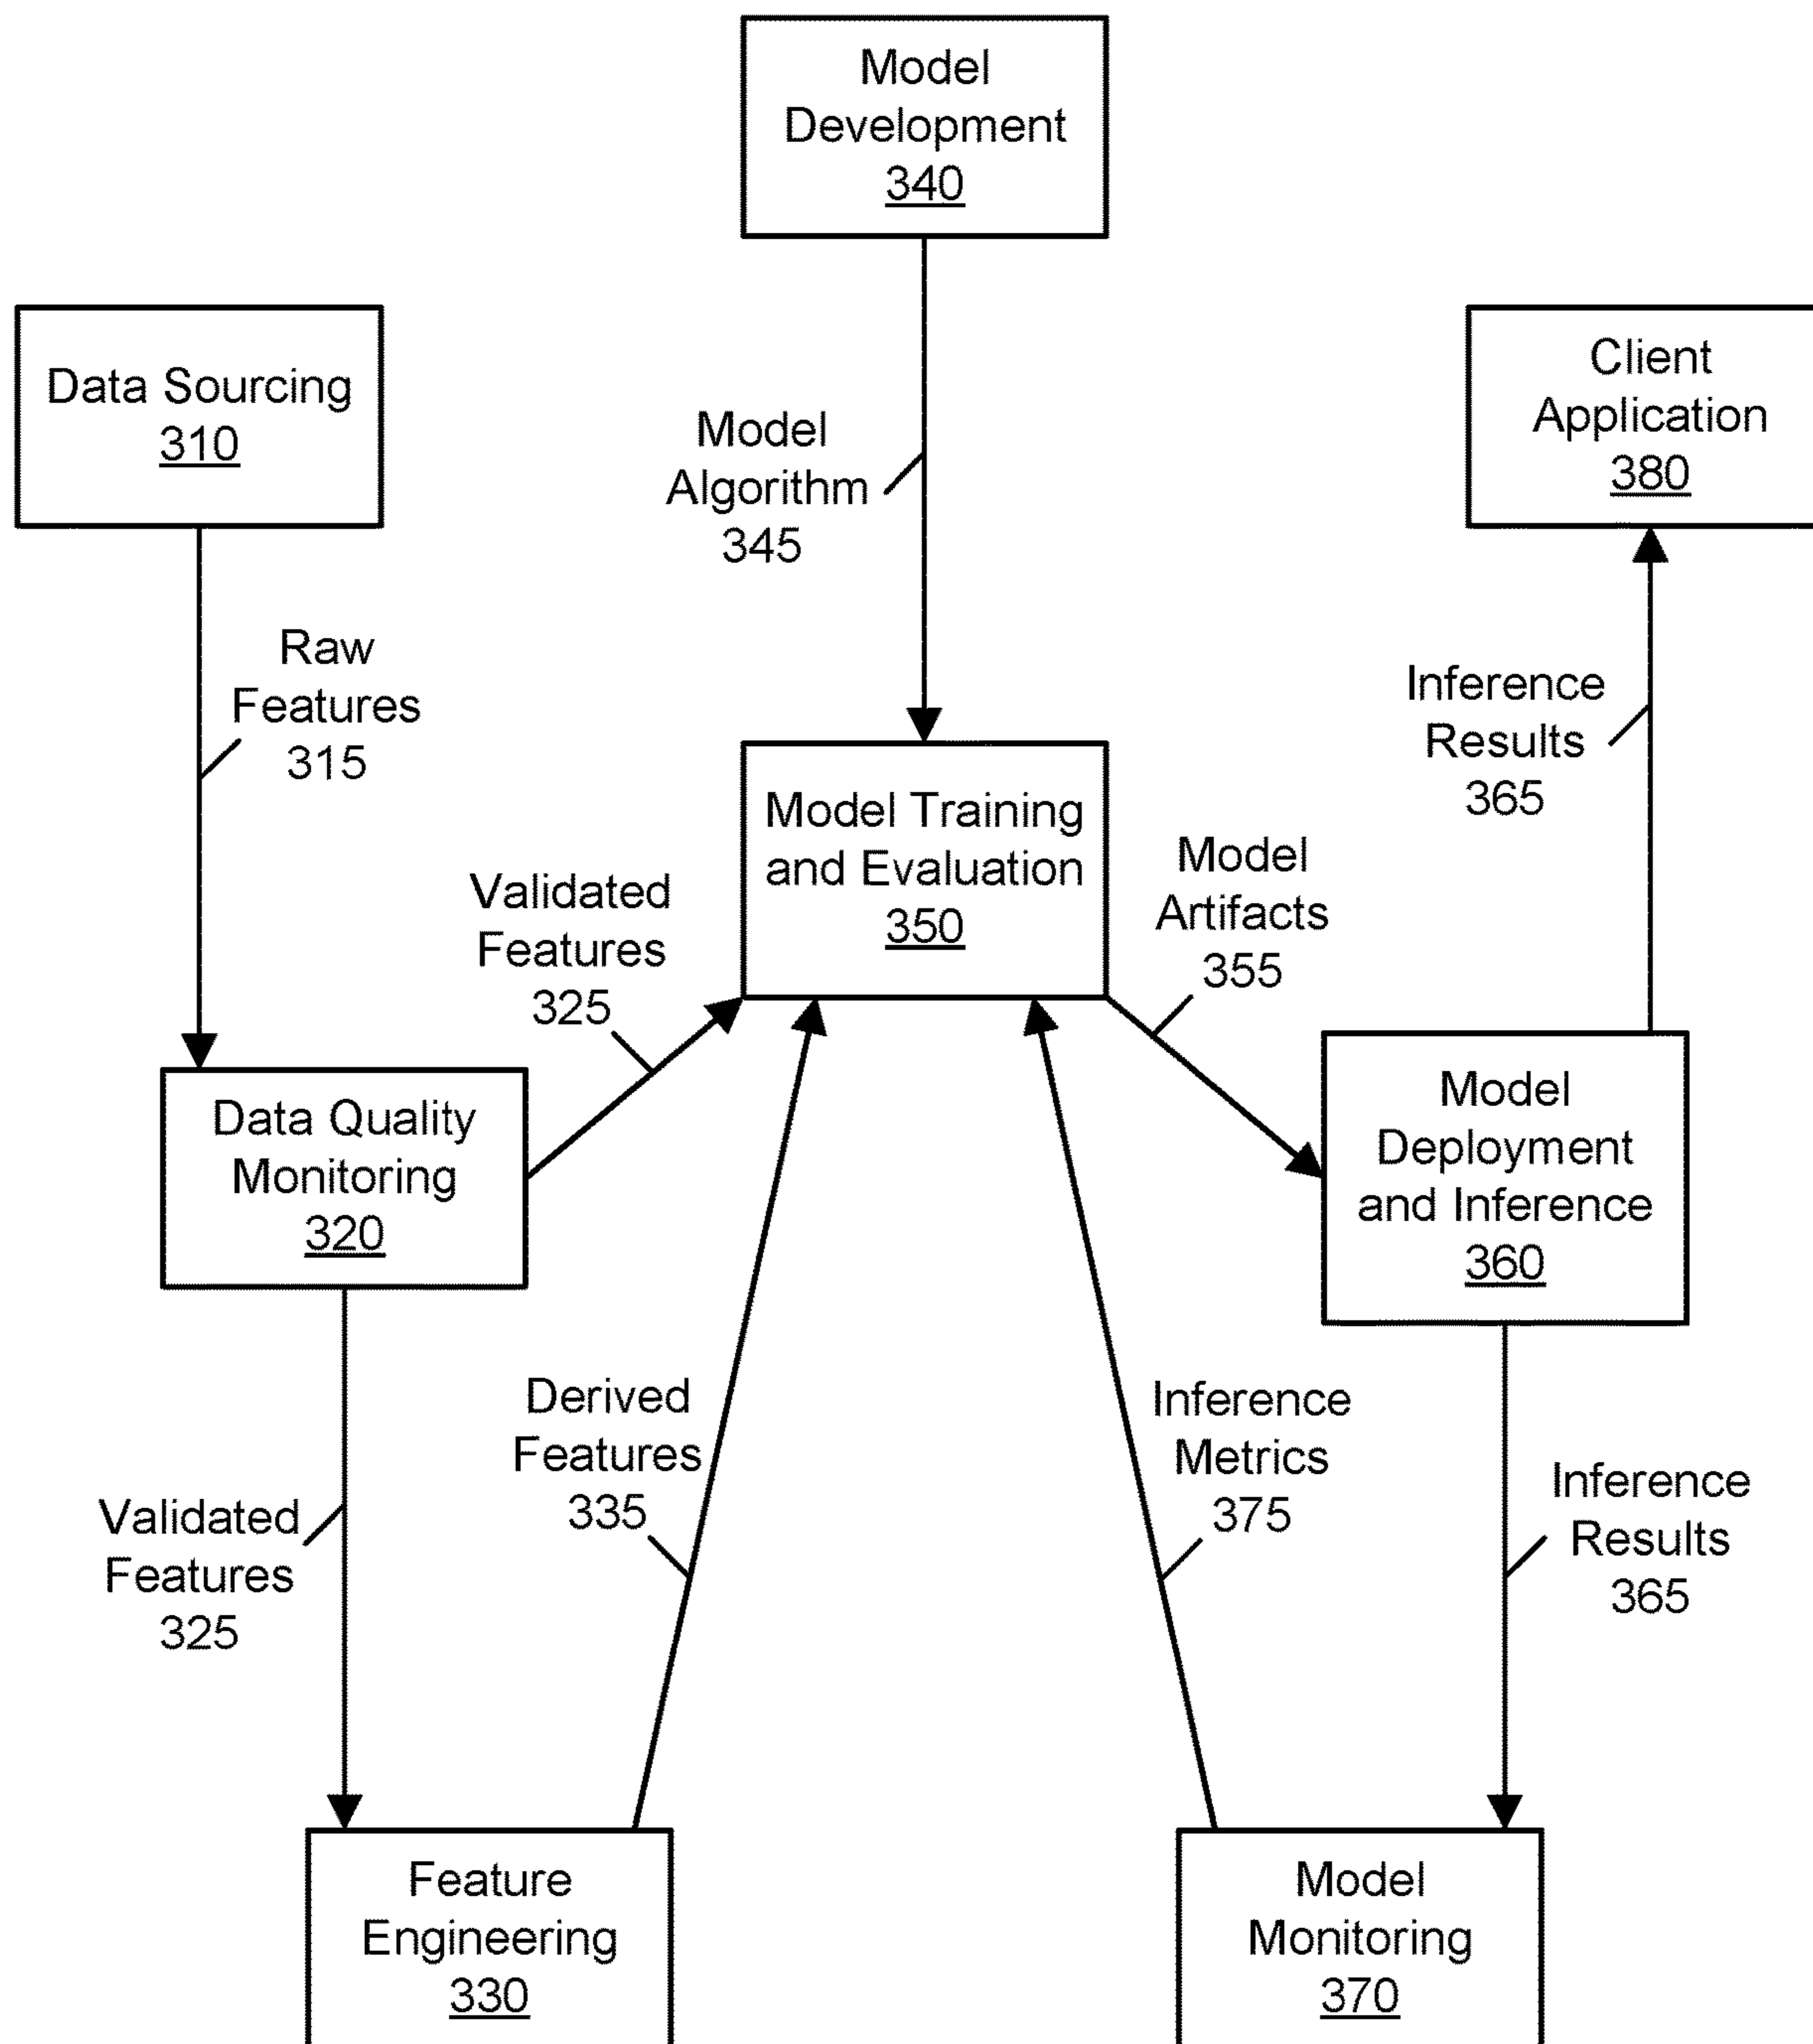 Model
Development
340
Data Sourcing
310
Client
Application
380
Model
Algorithm
345
Raw
Features
315
Inference
Results
365
Model Training
and Evaluation
350
Validated
Features
325
Model
Artifacts
355
Data Quality
Monitoring
320
Model
Deployment
and Inference
360
Derived
Features
335
Inference
Metrics
375
Inference
Results
365
Validated
Features
325
Feature
Engineering
330
Model
Monitoring
370